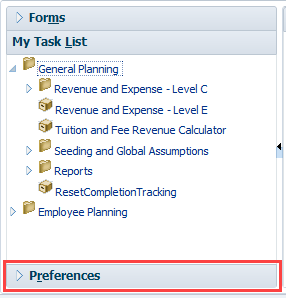 Forms
My Task List
General Planning
Revenue and Expense - Level C
Revenue and Expense - Level E
Tuition and Fee Revenue Calculator
Seeding and Global Assumptions
Reports
ResetCompletionTracking
Employee Planning
Preferences